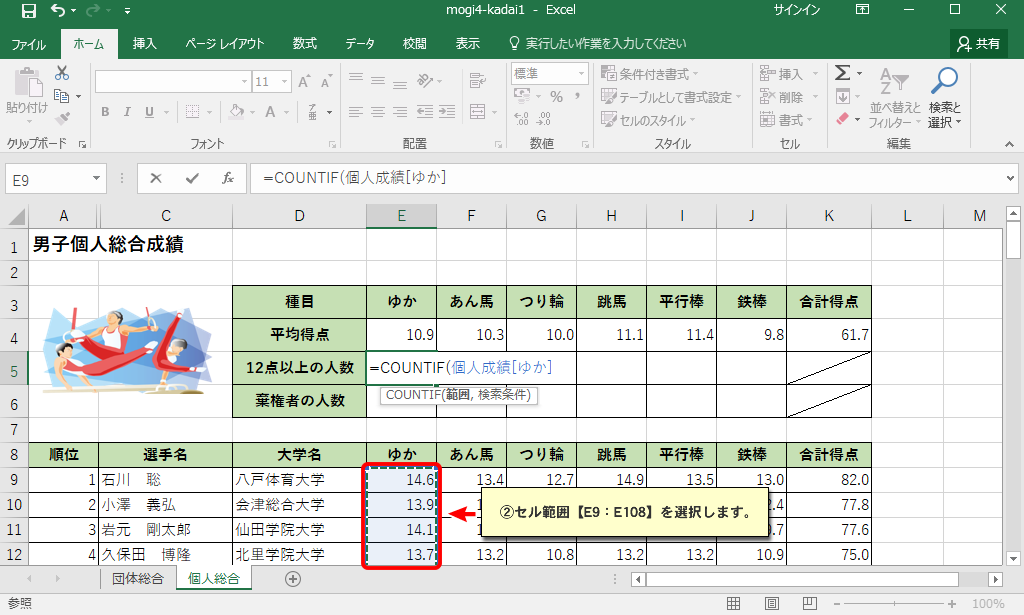 mogi4-kadai1 - Excel
サインイン
ファイル ホーム 挿入 ページ レイアウト 数式 データ 校閲 表示 実行したい作業を入力してください 共有
貼り付け
クリップボード
11
B I U
フォント
配置
標準
%
数値
条件付き書式
テーブルとして書式設定
セルのスタイル
スタイル
挿入
削除
書式
セル
並べ替えと
フィルター
検索と
選択
編集
E9 fx =COUNTIF(個人成績[ゆか]
A C D E F G H I J K L M
1 男子個人総合成績
2
3 種目 ゆか あん馬 つり輪 跳馬 平行棒 鉄棒 合計得点
4 平均得点 10.9 10.3 10.0 11.1 11.4 9.8 61.7
5 12点以上の人数 =COUNTIF(個人成績[ゆか]
COUNTIF(範囲, 検索条件)
6 棄権者の人数
7
8 順位 選手名 大学名 ゆか あん馬 つり輪 跳馬 平行棒 鉄棒 合計得点
9 1 石川 聡 八戸体育大学 14.6 13.4 12.7 14.9 13.5 13.0 82.0
10 2 小澤 義弘 会津総合大学 13.9 77.8
②セル範囲【E9：E108】を選択します。
11 3 岩元 剛太郎 仙田学院大学 14.1 77.6
12 4 久保田 博隆 北里学院大学 13.7 13.2 10.8 13.2 13.2 10.9 75.0
団体総合 個人総合
参照 100%